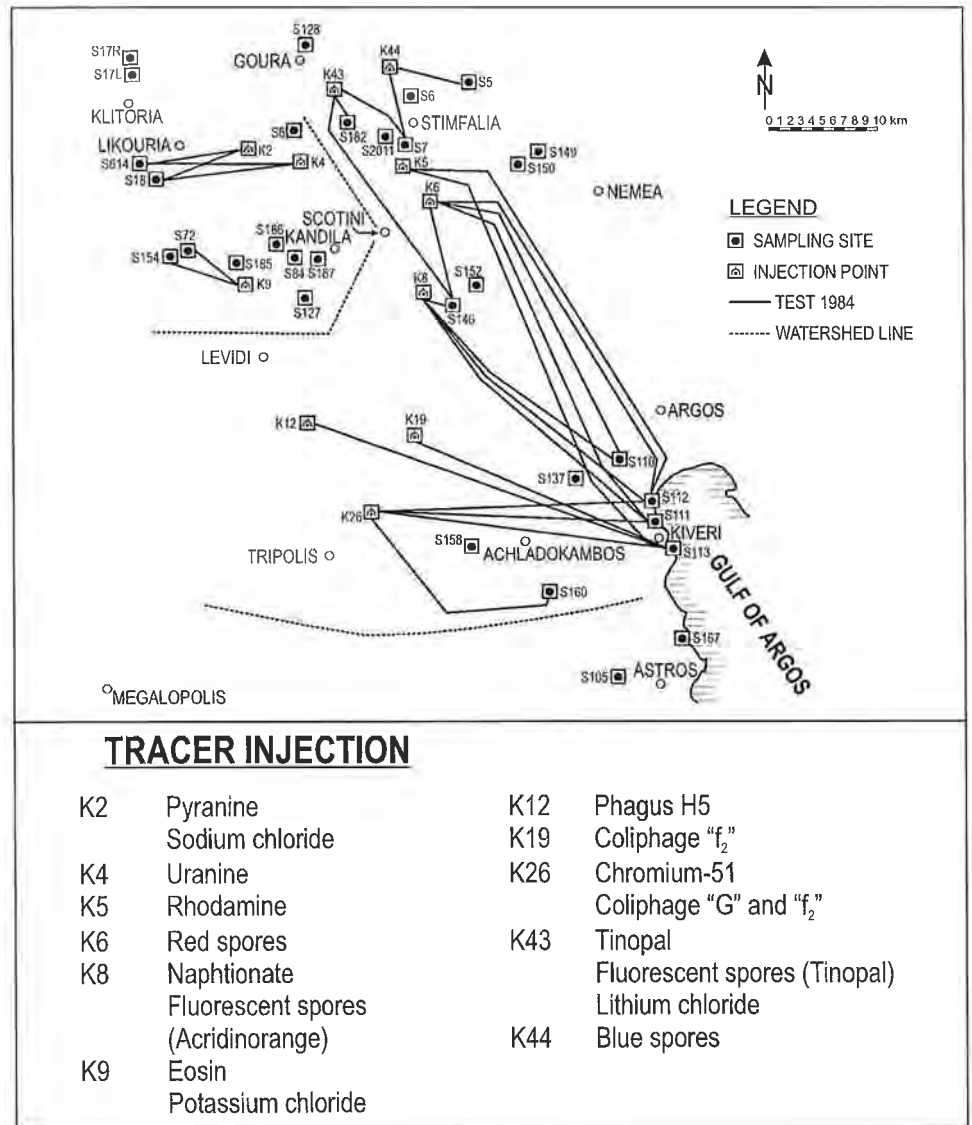 S128
GOURA
S17R
S17L
KLITORIA
K44
S5
K43
S6
STIMFALIA
N
0 1 2 3 4 5 6 7 8 9 10 km
S182
S2011
S7
K5
S6
LIKOURIA
K2
K4
S614
S18
S149
S150
NEMEA
K6
SCOTINI
KANDILA
S72
S154
S166
S165
S84
S167
K9
S127
K8
S152
S146
LEGEND
SAMPLING SITE
INJECTION POINT
TEST 1984
WATERSHED LINE
LEVIDI
K12
K19
ARGOS
S110
S137
S112
S111
KIVERI
S113
K26
TRIPOLIS
S158
ACHLADOKAMBOS
S160
GULF OF ARGOS
S167
S105
ASTROS
MEGALOPOLIS
TRACER INJECTION
K2 Pyranine
Sodium chloride
K4 Uranine
K5 Rhodamine
K6 Red spores
K8 Naphtionate
Fluorescent spores
(Acridinorange)
K9 Eosin
Potassium chloride
K12 Phagus H5
K19 Coliphage "f₂"
K26 Chromium-51
Coliphage "G" and "f₂"
K43 Tinopal
Fluorescent spores (Tinopal)
Lithium chloride
K44 Blue spores